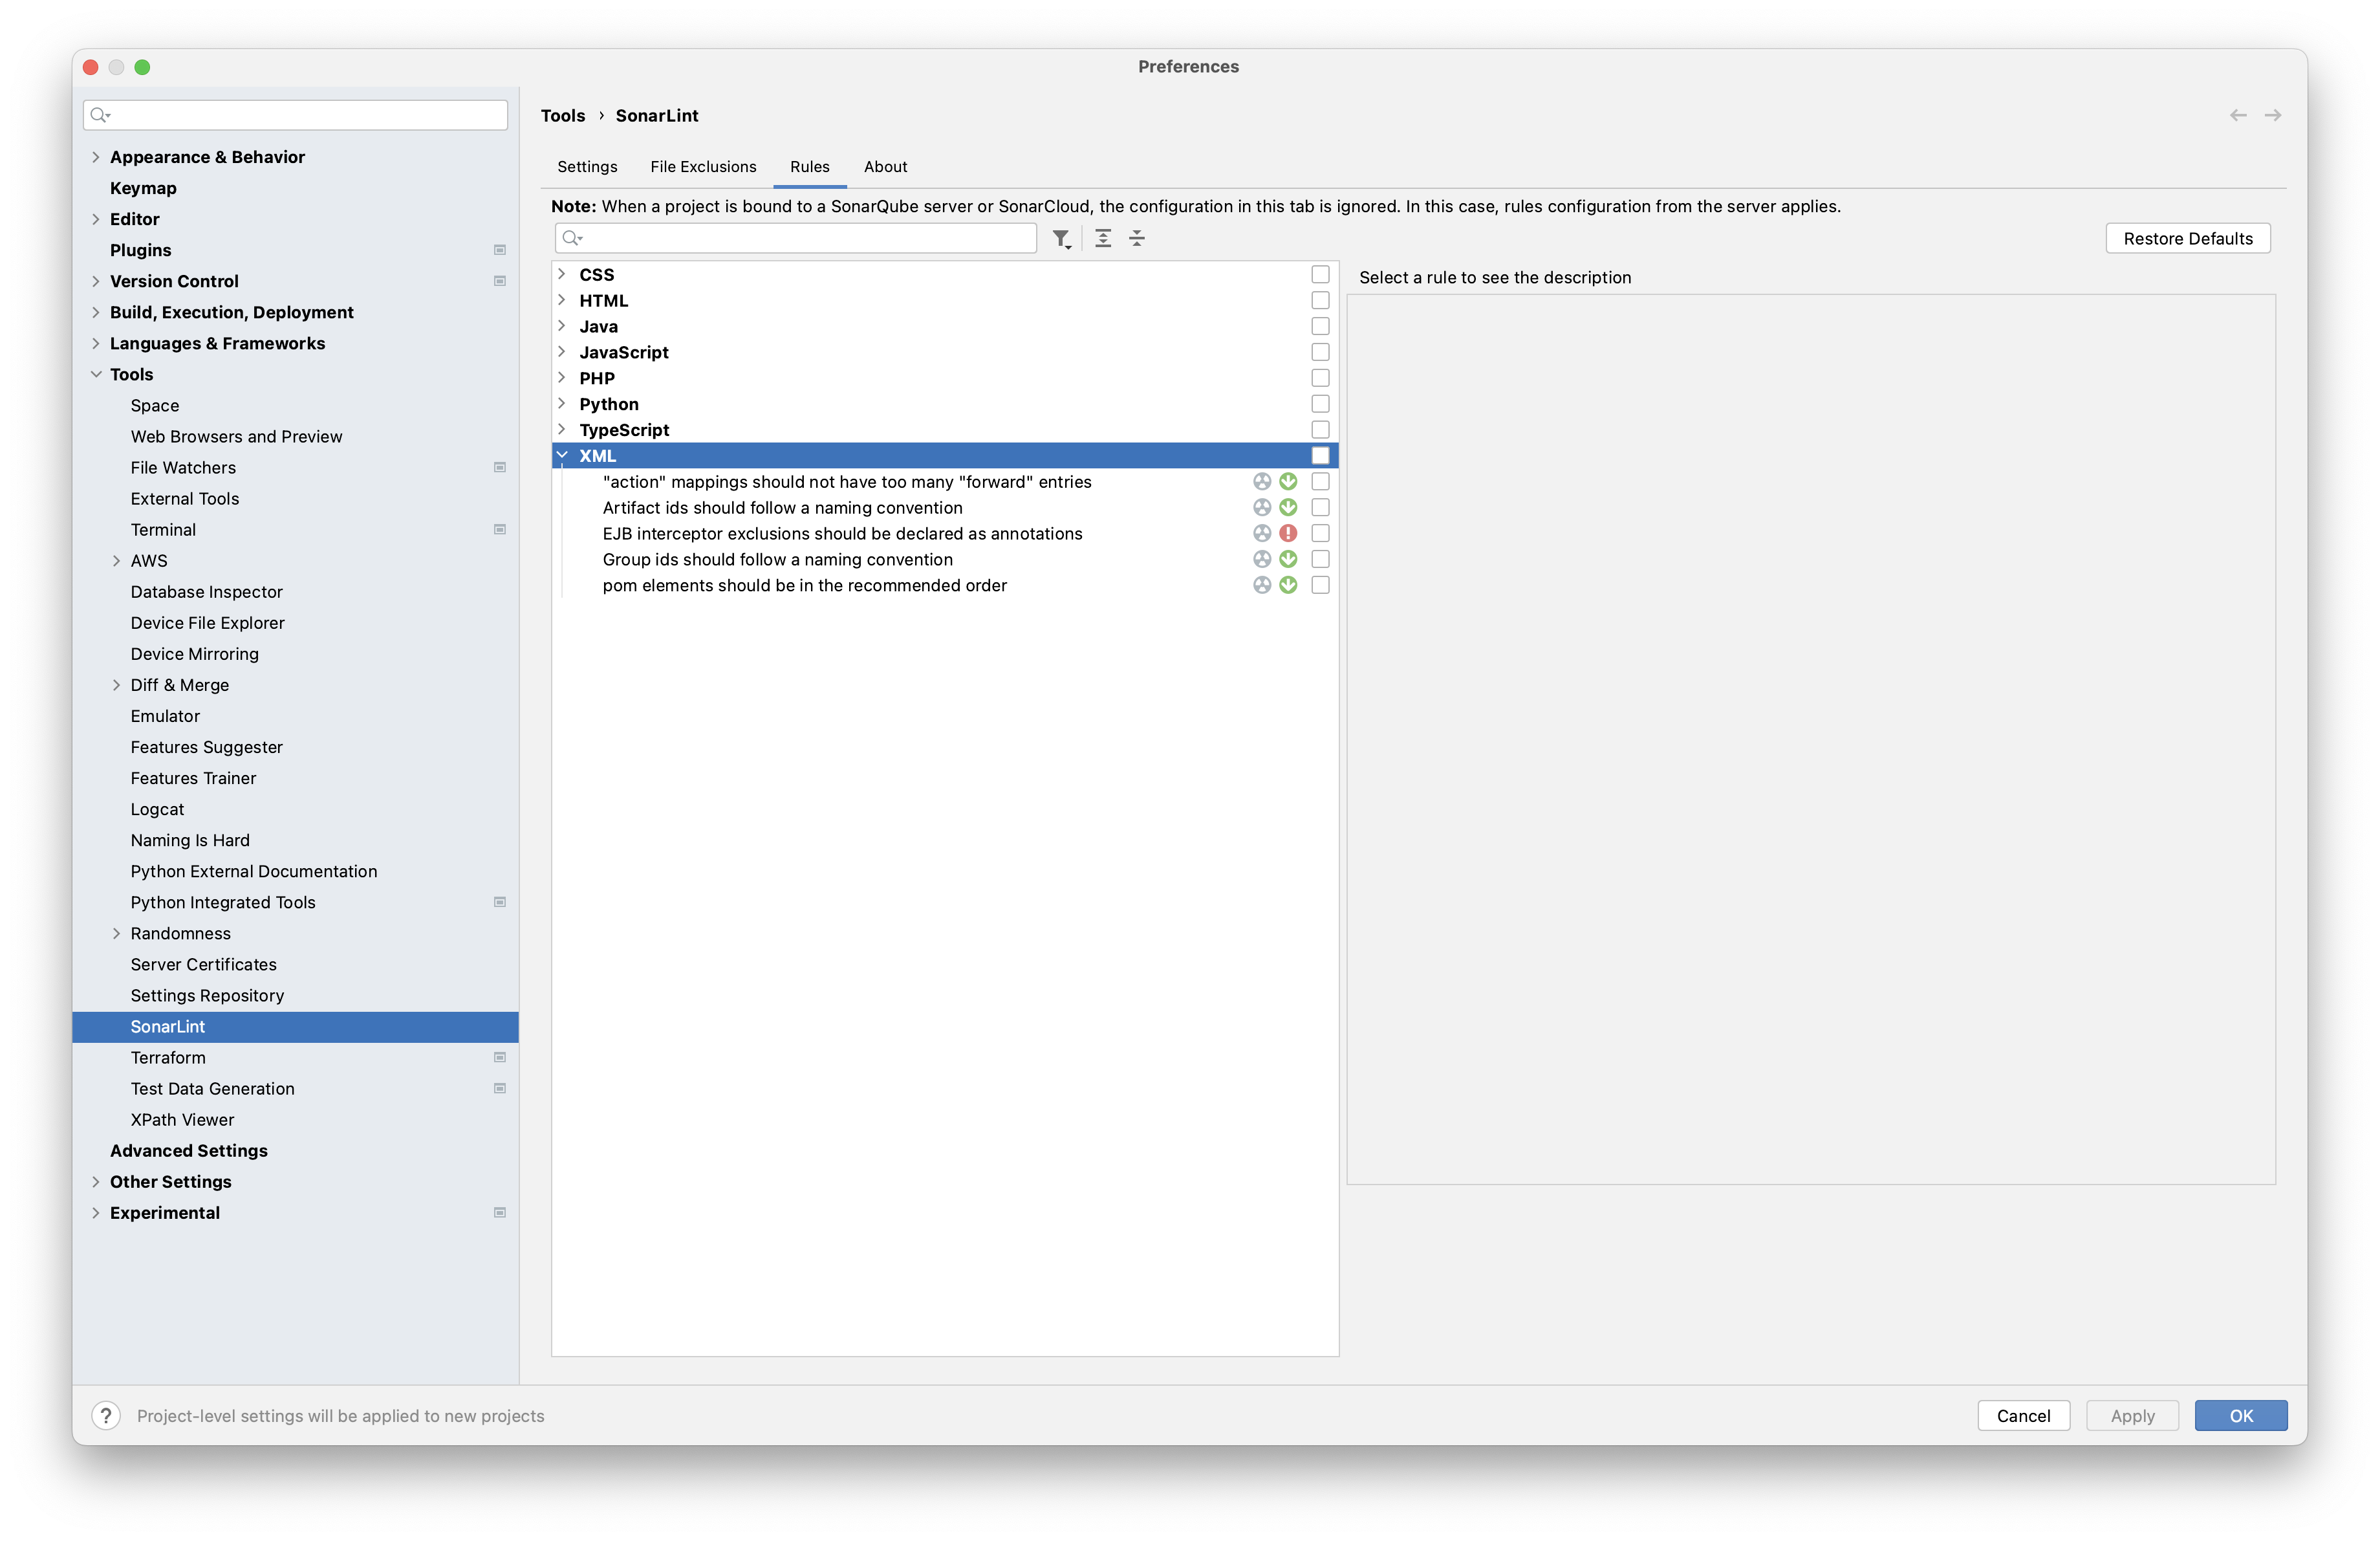 Preferences
Appearance & Behavior
Keymap
Editor
Plugins
Version Control
Build, Execution, Deployment
Languages & Frameworks
Tools
Space
Web Browsers and Preview
File Watchers
External Tools
Terminal
AWS
Database Inspector
Device File Explorer
Device Mirroring
Diff & Merge
Emulator
Features Suggester
Features Trainer
Logcat
Naming Is Hard
Python External Documentation
Python Integrated Tools
Randomness
Server Certificates
Settings Repository
SonarLint
Terraform
Test Data Generation
XPath Viewer
Advanced Settings
Other Settings
Experimental
Tools › SonarLint
Settings File Exclusions Rules About
Note: When a project is bound to a SonarQube server or SonarCloud, the configuration in this tab is ignored. In this case, rules configuration from the server applies.
Restore Defaults
CSS
HTML
Java
JavaScript
PHP
Python
TypeScript
XML
"action" mappings should not have too many "forward" entries
Artifact ids should follow a naming convention
EJB interceptor exclusions should be declared as annotations
Group ids should follow a naming convention
pom elements should be in the recommended order
Select a rule to see the description
? Project-level settings will be applied to new projects
Cancel Apply OK